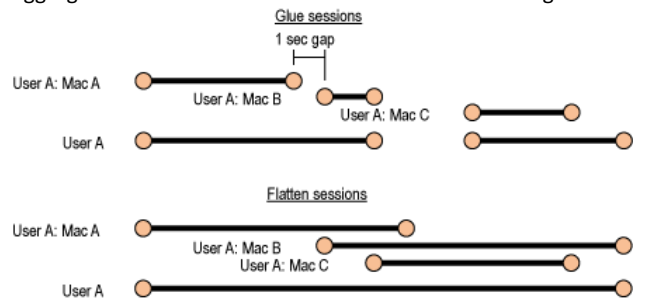 Glue sessions
1 sec gap
User A: Mac A
User A: Mac B
User A: Mac C
User A
Flatten sessions
User A: Mac A
User A: Mac B
User A: Mac C
User A